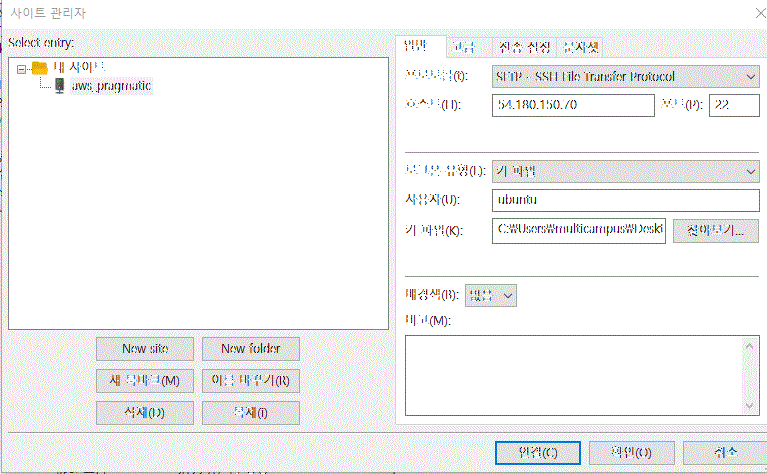 사이트 관리자
Select entry:
내 사이트
aws_pragmatic
일반 고급 전송 설정 문자셋
프로토콜(t): SFTP - SSH File Transfer Protocol
호스트(H): 54.180.150.70 포트(P): 22
로그온 유형(L): 키 파일
사용자(U): ubuntu
키 파일(K): C:\Users\multicampus\Deskt 찾아보기...
배경색(B): 없음
비고(M):
New site New folder
새 북마크(M) 이름 바꾸기(R)
삭제(D) 복제(i)
연결(C) 확인(O) 취소